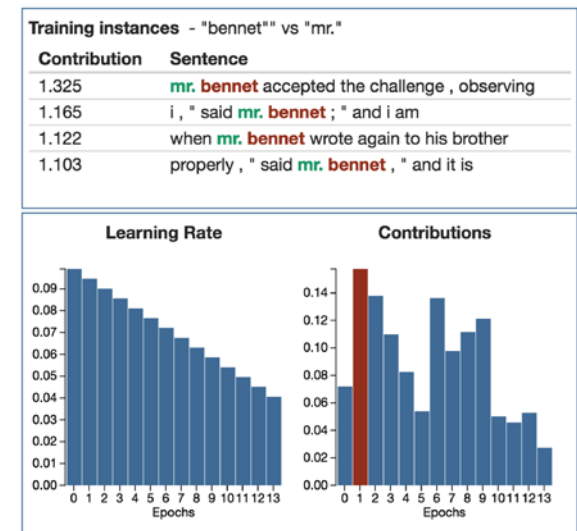 Training instances - "bennet"" vs "mr."
Contribution Sentence
1.325 mr. bennet accepted the challenge , observing
1.165 i , " said mr. bennet ; " and i am
1.122 when mr. bennet wrote again to his brother
1.103 properly , " said mr. bennet , " and it is
Learning Rate
0.09
0.08
0.07
0.06
0.05
0.04
0.03
0.02
0.01
0.00
0 1 2 3 4 5 6 7 8 9 10 11 12 13
Epochs
Contributions
0.14
0.12
0.10
0.08
0.06
0.04
0.02
0.00
0 1 2 3 4 5 6 7 8 9 10 11 12 13
Epochs